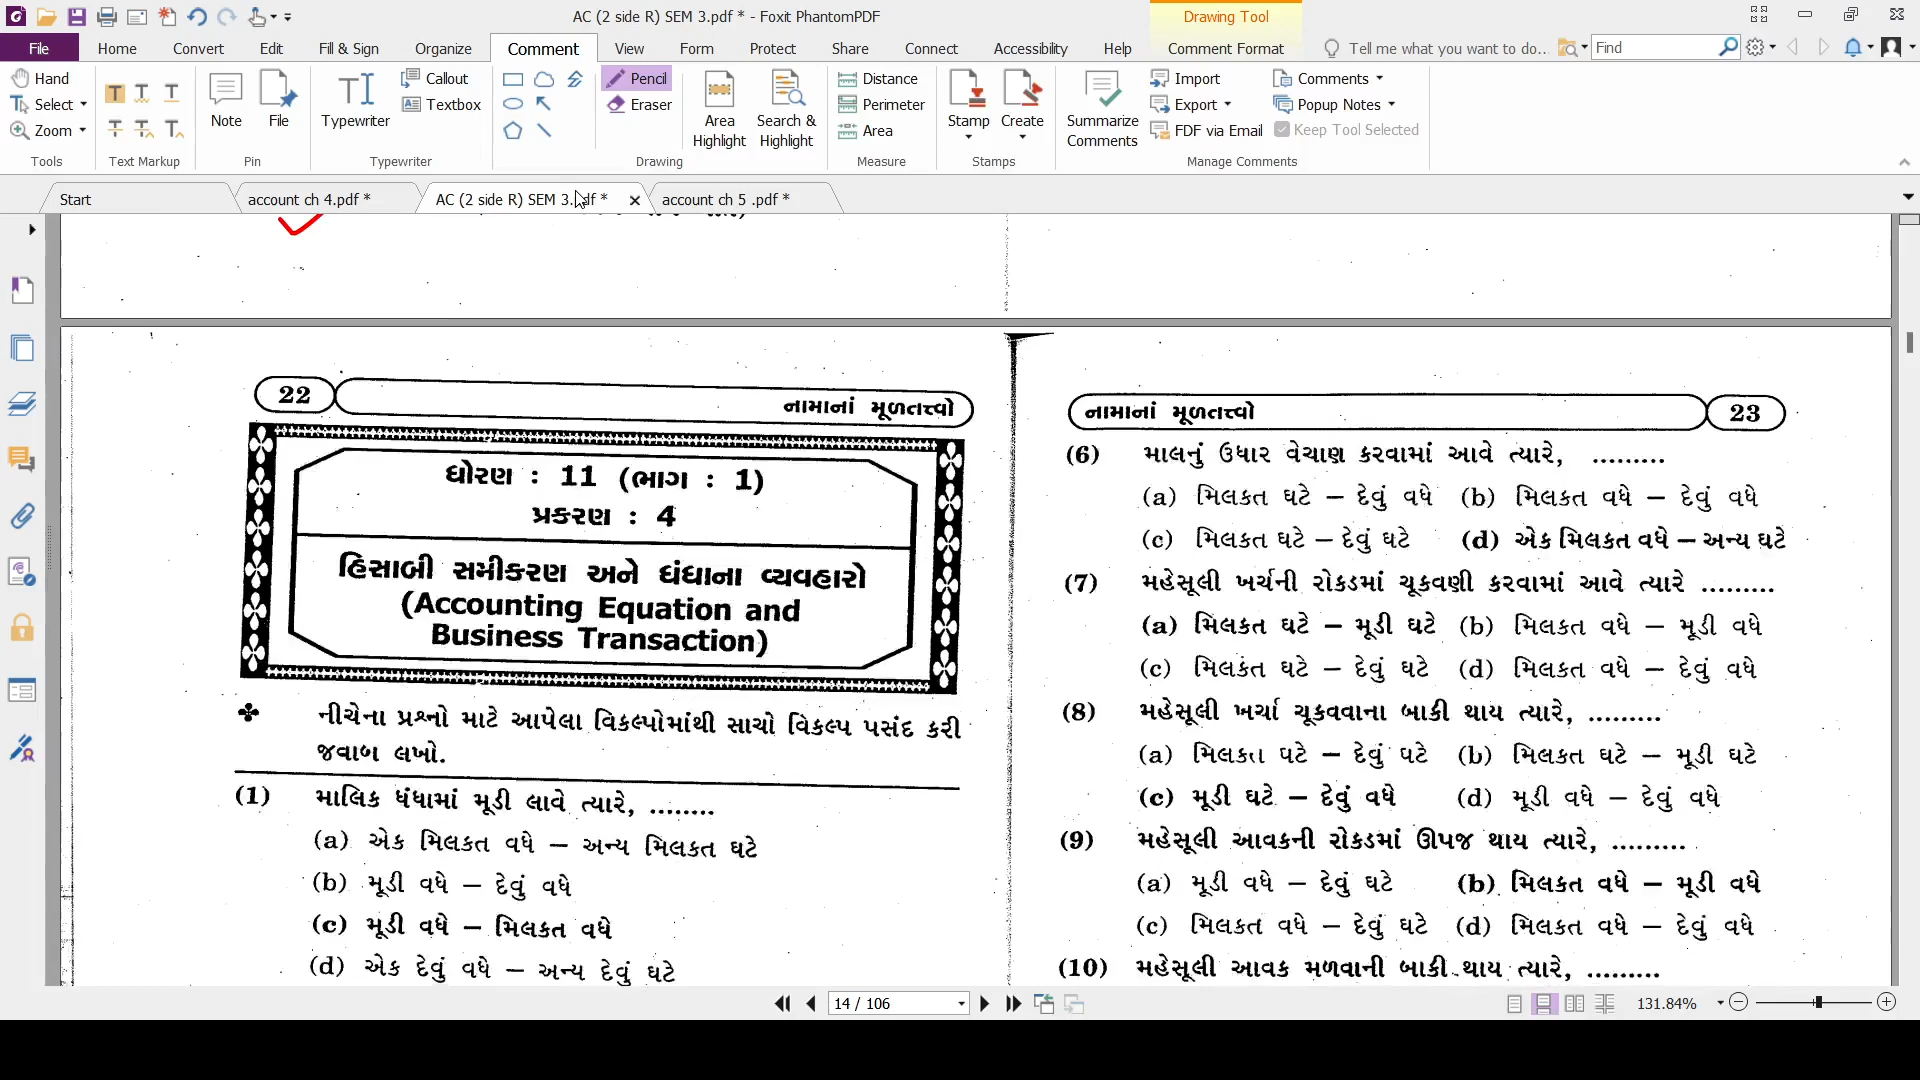 AC (2 side R) SEM 3.pdf * - Foxit PhantomPDF
Drawing Tool
File Home Convert Edit Fill & Sign Organize Comment View Form Protect Share Connect Accessibility Help Comment Format Tell me what you want to do... Find
Hand
Select
Zoom
Tools
Text Markup
Note
File
Pin
Typewriter
Callout
Textbox
Typewriter
Pencil
Eraser
Area
Highlight
Search &
Highlight
Drawing
Distance
Perimeter
Area
Measure
Stamp
Create
Stamps
Summarize
Comments
Import
Export
FDF via Email
Comments
Popup Notes
Keep Tool Selected
Manage Comments
Start account ch 4.pdf * AC (2 side R) SEM 3.pdf * account ch 5 .pdf *
22 નામાનાં મૂળતત્ત્વો
ધોરણ : 11 (ભાગ : 1)
પ્રકરણ : 4
હિસાબી સમીકરણ અને ધંધાના વ્યવહારો
(Accounting Equation and
Business Transaction)
નીચેના પ્રશ્નો માટે આપેલા વિકલ્પોમાંથી સાચો વિકલ્પ પસંદ કરી
જવાબ લખો.
(1) માલિક ધંધામાં મૂડી લાવે ત્યારે, ........
(a) એક મિલકત વધે – અન્ય મિલકત ઘટે
(b) મૂડી વધે – દેવું વધે
(c) મૂડી વધે – મિલકત વધે
(d) એક દેવું વધે – અન્ય દેવું ઘટે
નામાનાં મૂળતત્ત્વો 23
(6) માલનું ઉધાર વેચાણ કરવામાં આવે ત્યારે, .........
(a) મિલકત ઘટે – દેવું વધે (b) મિલકત વધે – દેવું વધે
(c) મિલકત ઘટે – દેવું ઘટે (d) એક મિલકત વધે – અન્ય ઘટે
(7) મહેસૂલી ખર્ચની રોકડમાં ચૂકવણી કરવામાં આવે ત્યારે .........
(a) મિલકત ઘટે – મૂડી ઘટે (b) મિલકત વધે – મૂડી વધે
(c) મિલકત ઘટે – દેવું ઘટે (d) મિલકત વધે – દેવું વધે
(8) મહેસૂલી ખર્ચા ચૂકવવાના બાકી થાય ત્યારે, .........
(a) મિલકત ઘટે – દેવું ઘટે (b) મિલકત ઘટે – મૂડી ઘટે
(c) મૂડી ઘટે – દેવું વધે (d) મૂડી વધે – દેવું વધે
(9) મહેસૂલી આવકની રોકડમાં ઊપજ થાય ત્યારે, .........
(a) મૂડી વધે – દેવું ઘટે (b) મિલકત વધે – મૂડી વધે
(c) મિલકત વધે – દેવું ઘટે (d) મિલકત વધે – દેવું વધે
(10) મહેસૂલી આવક મળવાની બાકી થાય ત્યારે, .........
14 / 106
131.84%